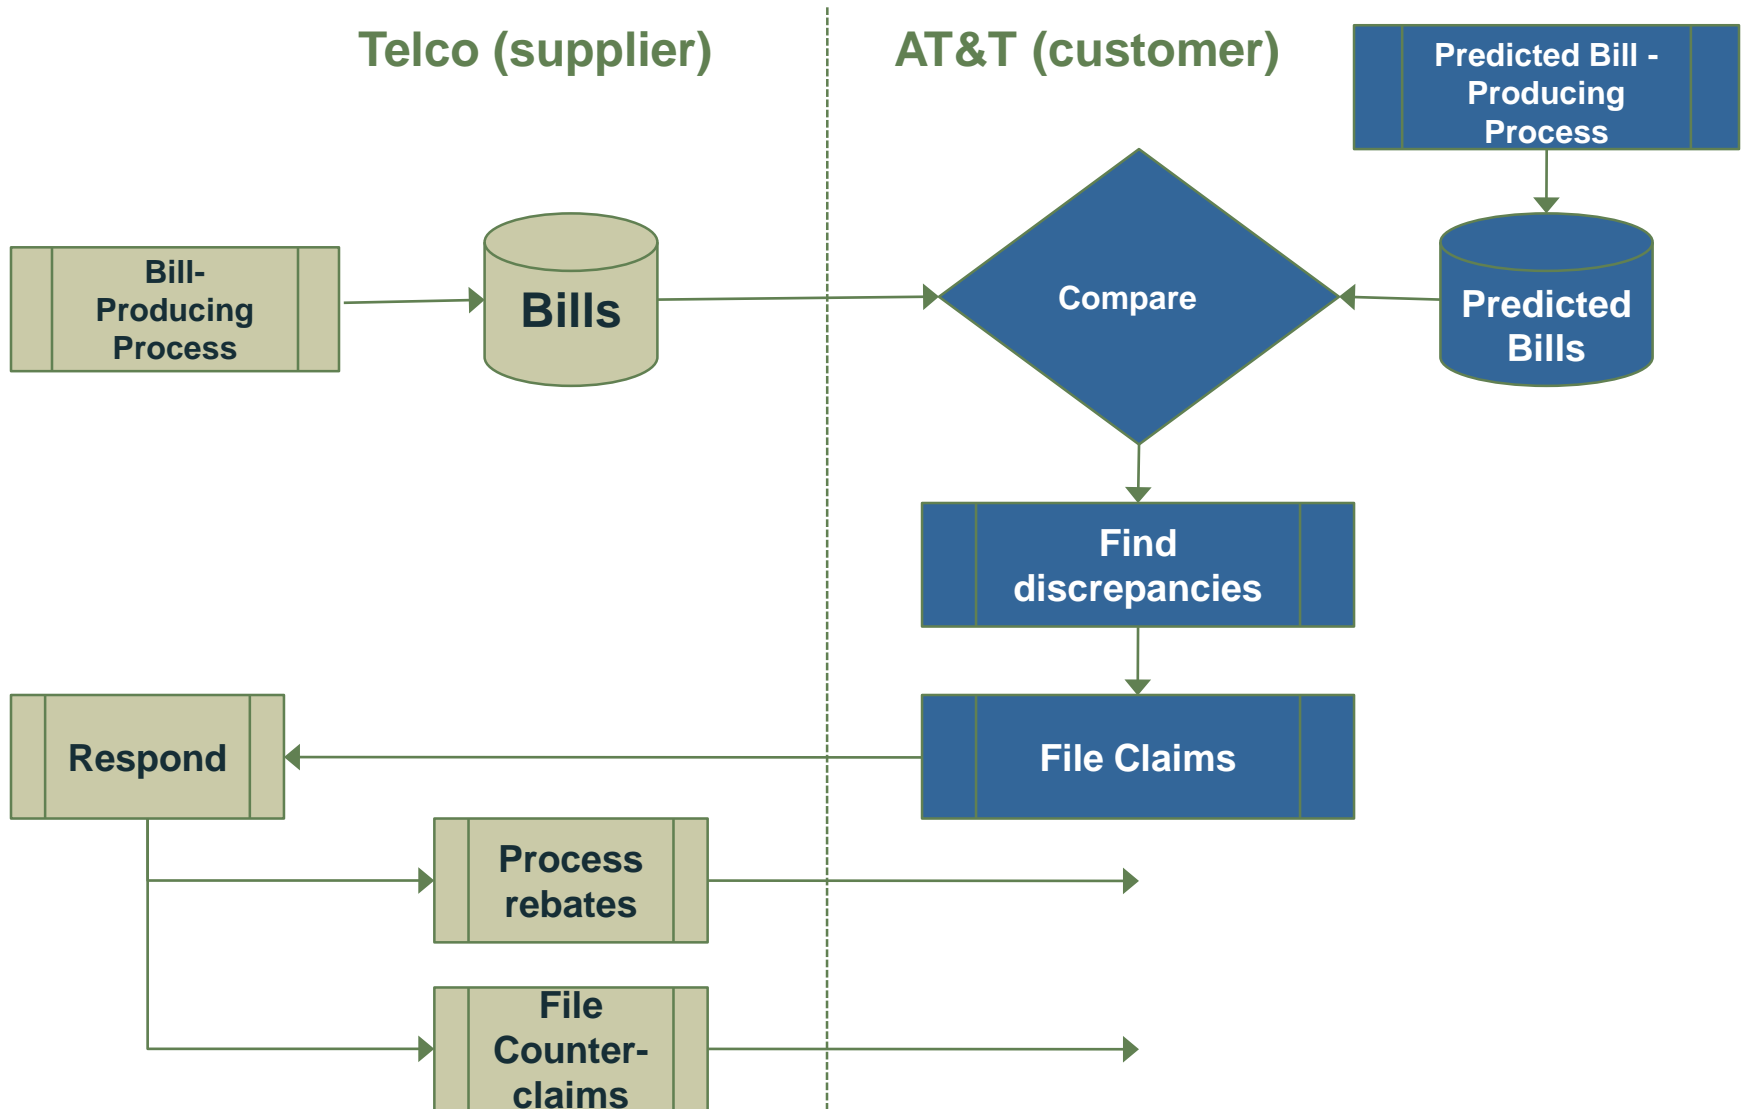 Telco (supplier)
AT&T (customer)
Predicted Bill -
Producing
Process
Bill-
Producing
Process
Bills
Compare
Predicted
Bills
Find
discrepancies
Respond
File Claims
Process
rebates
File
Counter-
claims